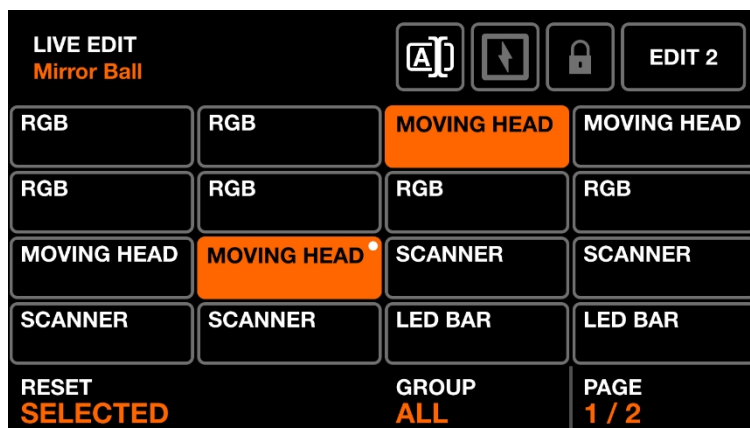 LIVE EDIT
Mirror Ball
A
EDIT 2
RGB
RGB
MOVING HEAD
MOVING HEAD
RGB
RGB
RGB
RGB
MOVING HEAD
MOVING HEAD
SCANNER
SCANNER
SCANNER
SCANNER
LED BAR
LED BAR
RESET
SELECTED
GROUP
ALL
PAGE
1 / 2